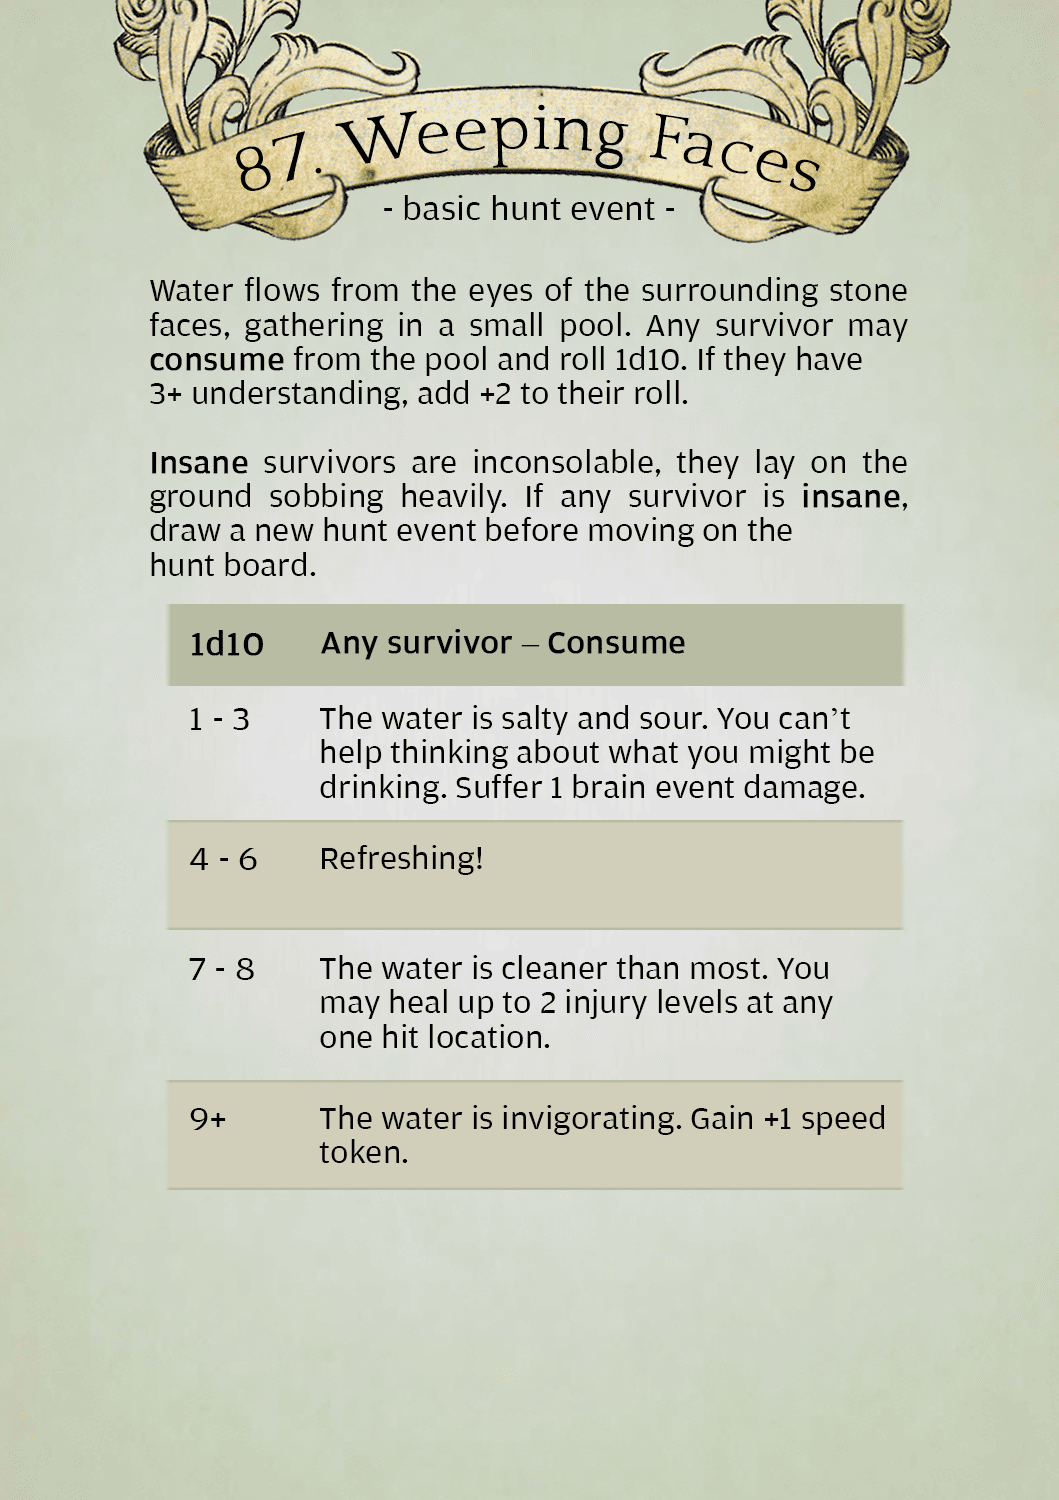 87. Weeping Faces
- basic hunt event -
Water flows from the eyes of the surrounding stone
faces, gathering in a small pool. Any survivor may
consume from the pool and roll 1d10. If they have
3+ understanding, add +2 to their roll.
Insane survivors are inconsolable, they lay on the
ground sobbing heavily. If any survivor is insane,
draw a new hunt event before moving on the
hunt board.
1d10 Any survivor – Consume
1 - 3 The water is salty and sour. You can’t
help thinking about what you might be
drinking. Suffer 1 brain event damage.
4 - 6 Refreshing!
7 - 8 The water is cleaner than most. You
may heal up to 2 injury levels at any
one hit location.
9+ The water is invigorating. Gain +1 speed
token.